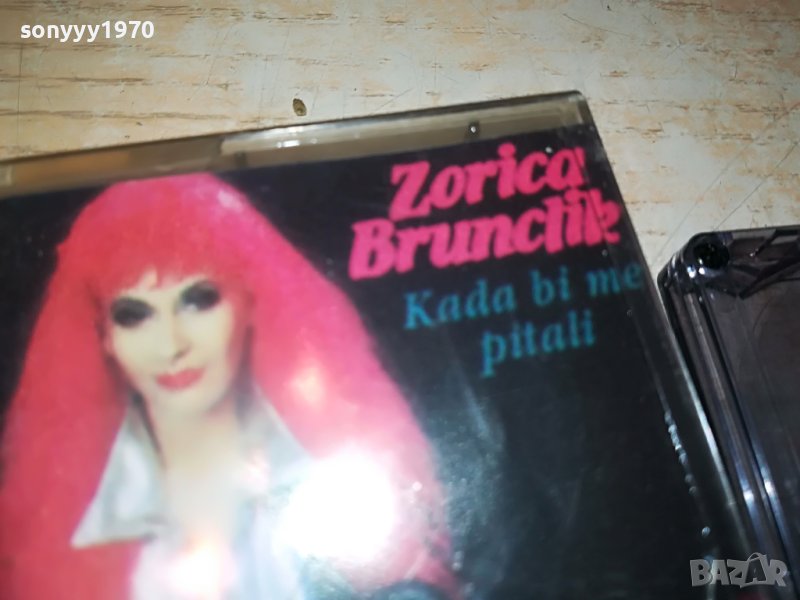 sonyyy1970
Zorica
Brunclik
Kada bi me
pitali
BAZAR